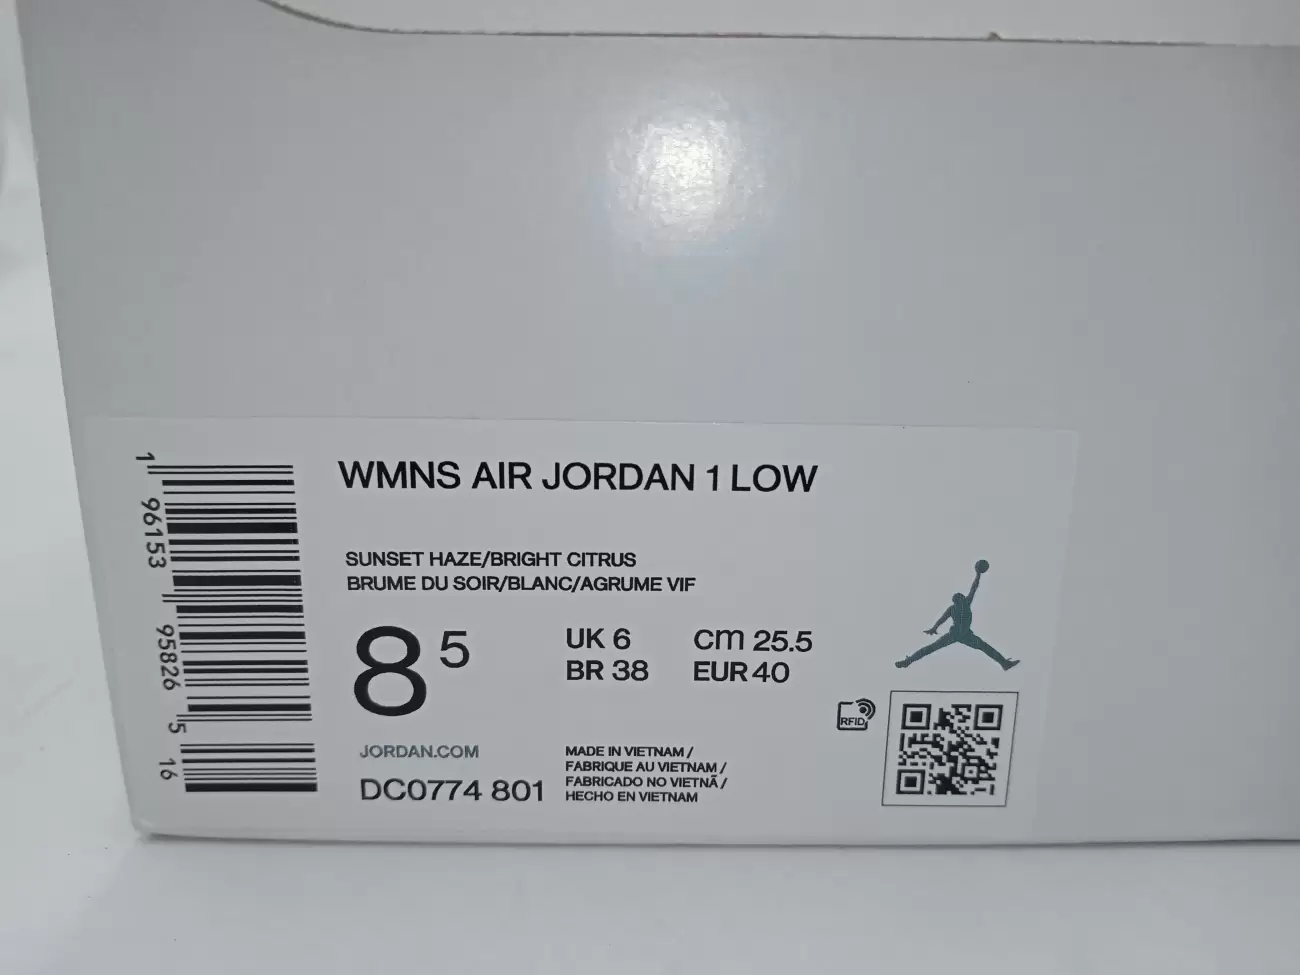 WMNS AIR JORDAN 1 LOW
SUNSET HAZE/BRIGHT CITRUS
BRUME DU SOIR/BLANC/AGRUME VIF
8 5
UK 6
BR 38
CM 25.5
EUR 40
JORDAN.COM
DC0774 801
MADE IN VIETNAM /
FABRIQUE AU VIETNAM /
FABRICADO NO VIETNÃ /
HECHO EN VIETNAM
RFID
1 96153 95826 5 16